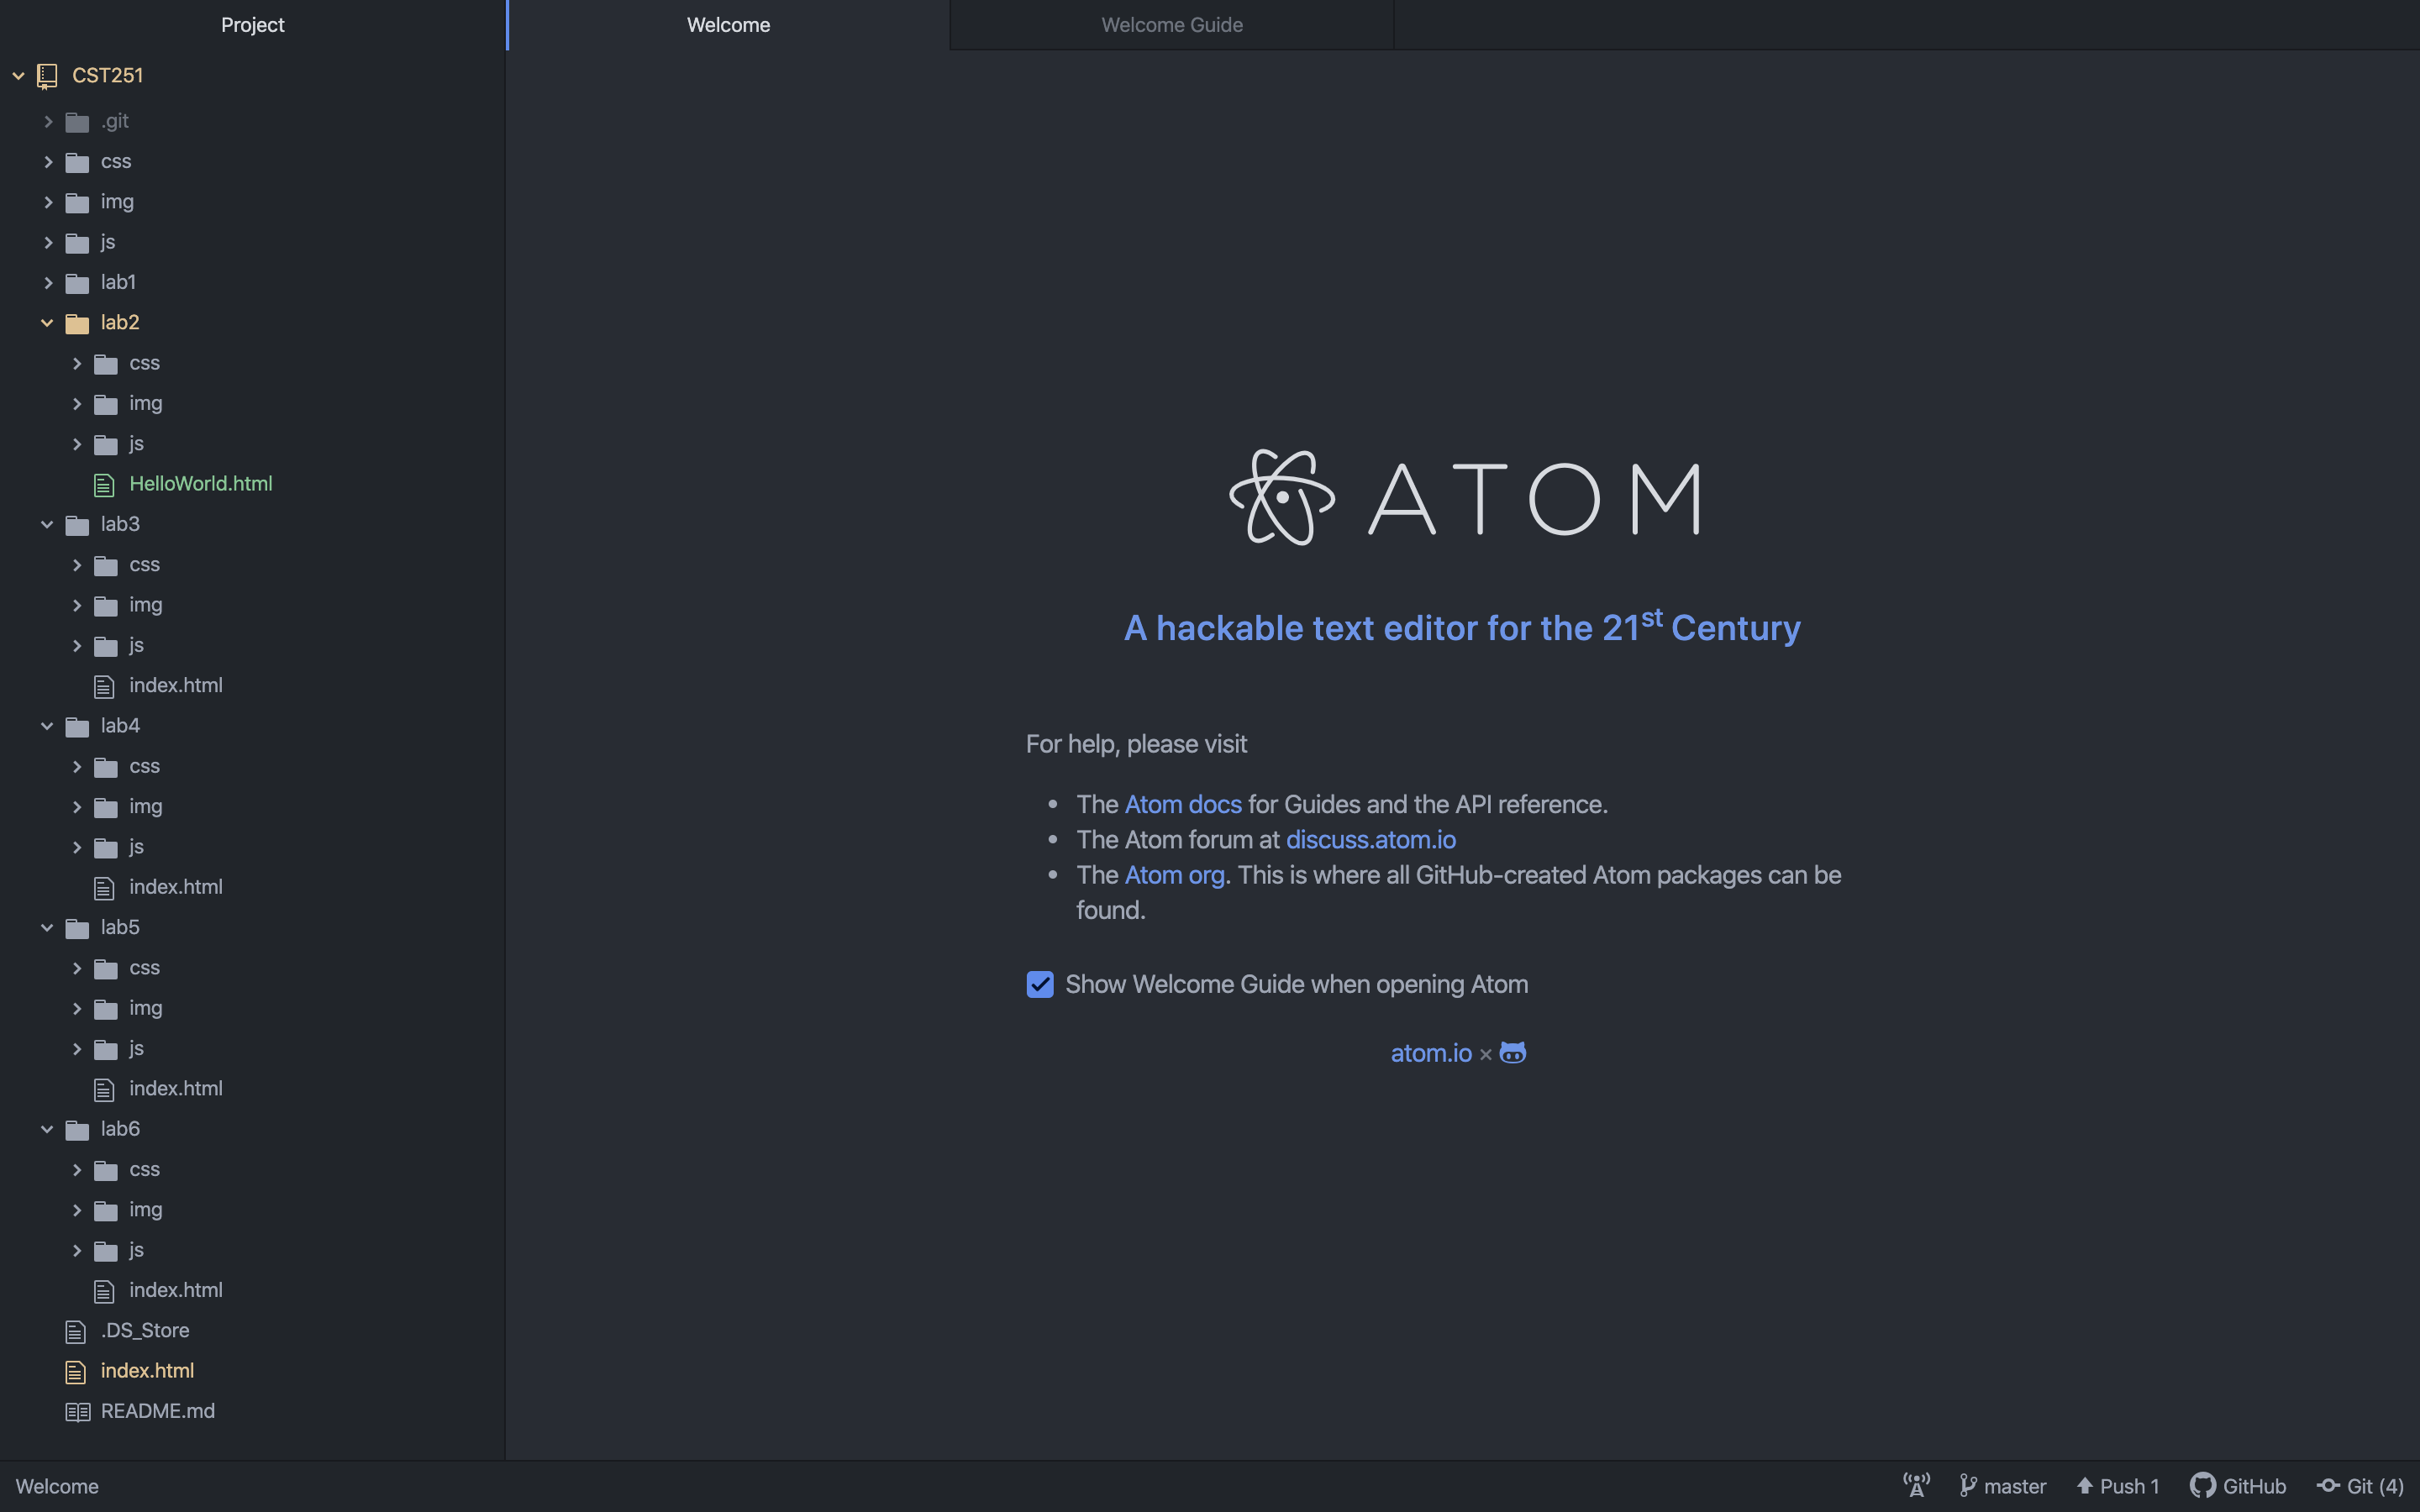 Project
Welcome
Welcome Guide
CST251
.git
css
img
js
lab1
lab2
css
img
js
HelloWorld.html
lab3
css
img
js
index.html
lab4
css
img
js
index.html
lab5
css
img
js
index.html
lab6
css
img
js
index.html
.DS_Store
index.html
README.md
ATOM
A hackable text editor for the 21st Century
For help, please visit
• The Atom docs for Guides and the API reference.
• The Atom forum at discuss.atom.io
• The Atom org. This is where all GitHub-created Atom packages can be
found.
Show Welcome Guide when opening Atom
atom.io ×
Welcome
master
Push 1
GitHub
Git (4)